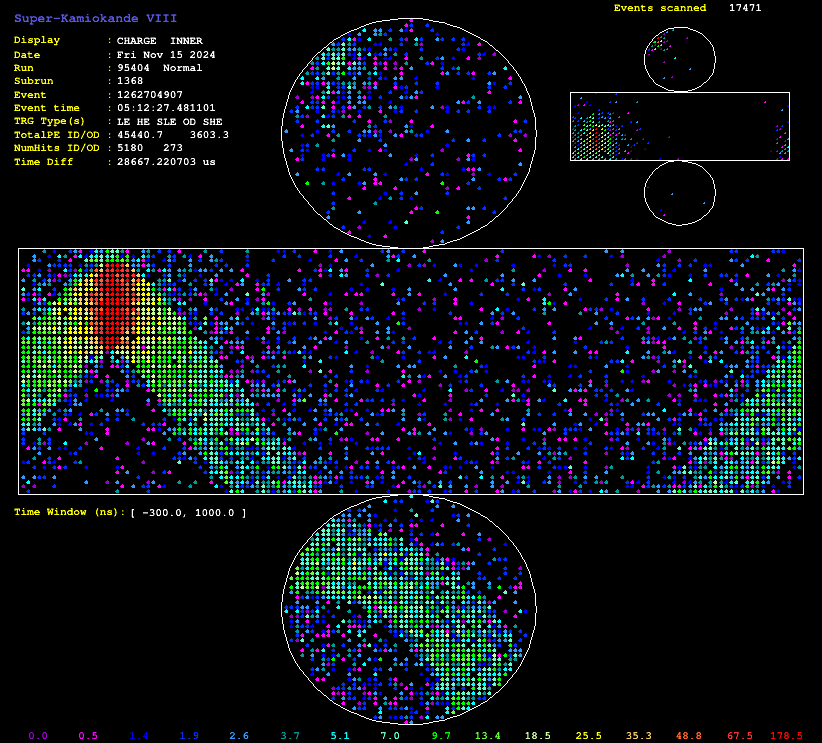 Super-Kamiokande VIII
Events scanned 17471
Display : CHARGE INNER
Date : Fri Nov 15 2024
Run : 95404 Normal
Subrun : 1368
Event : 1262704907
Event time : 05:12:27.481101
TRG Type(s) : LE HE SLE OD SHE
TotalPE ID/OD : 45440.7 3603.3
NumHits ID/OD : 5180 273
Time Diff : 28667.220703 us
Time Window (ns): [ -300.0, 1000.0 ]
0.0 0.5 1.4 1.9 2.6 3.7 5.1 7.0 9.7 13.4 18.5 25.5 35.3 48.8 67.5 178.5